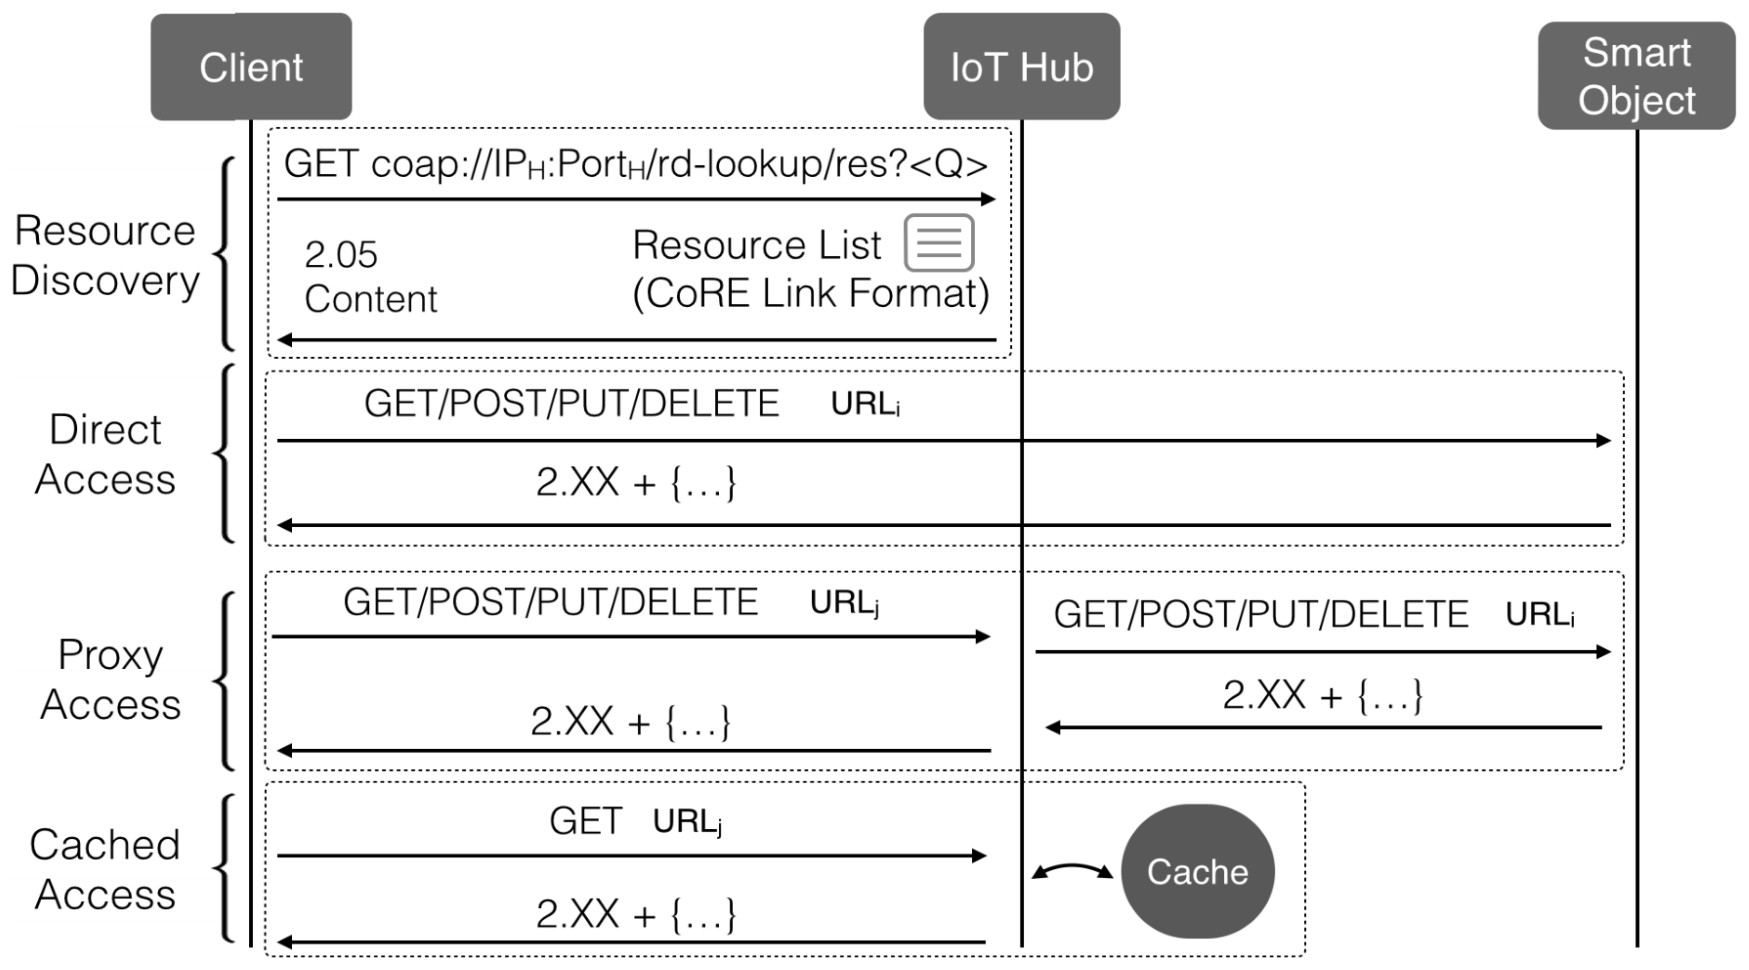 Client
IoT Hub
Smart
Object
Resource
Discovery
GET coap://IPH:PortH/rd-lookup/res?<Q>
2.05
Content
Resource List
(CoRE Link Format)
Direct
Access
GET/POST/PUT/DELETE URLi
2.XX + {...}
Proxy
Access
GET/POST/PUT/DELETE URLj
2.XX + {...}
GET/POST/PUT/DELETE URLi
2.XX + {...}
Cached
Access
GET URLj
2.XX + {...}
Cache